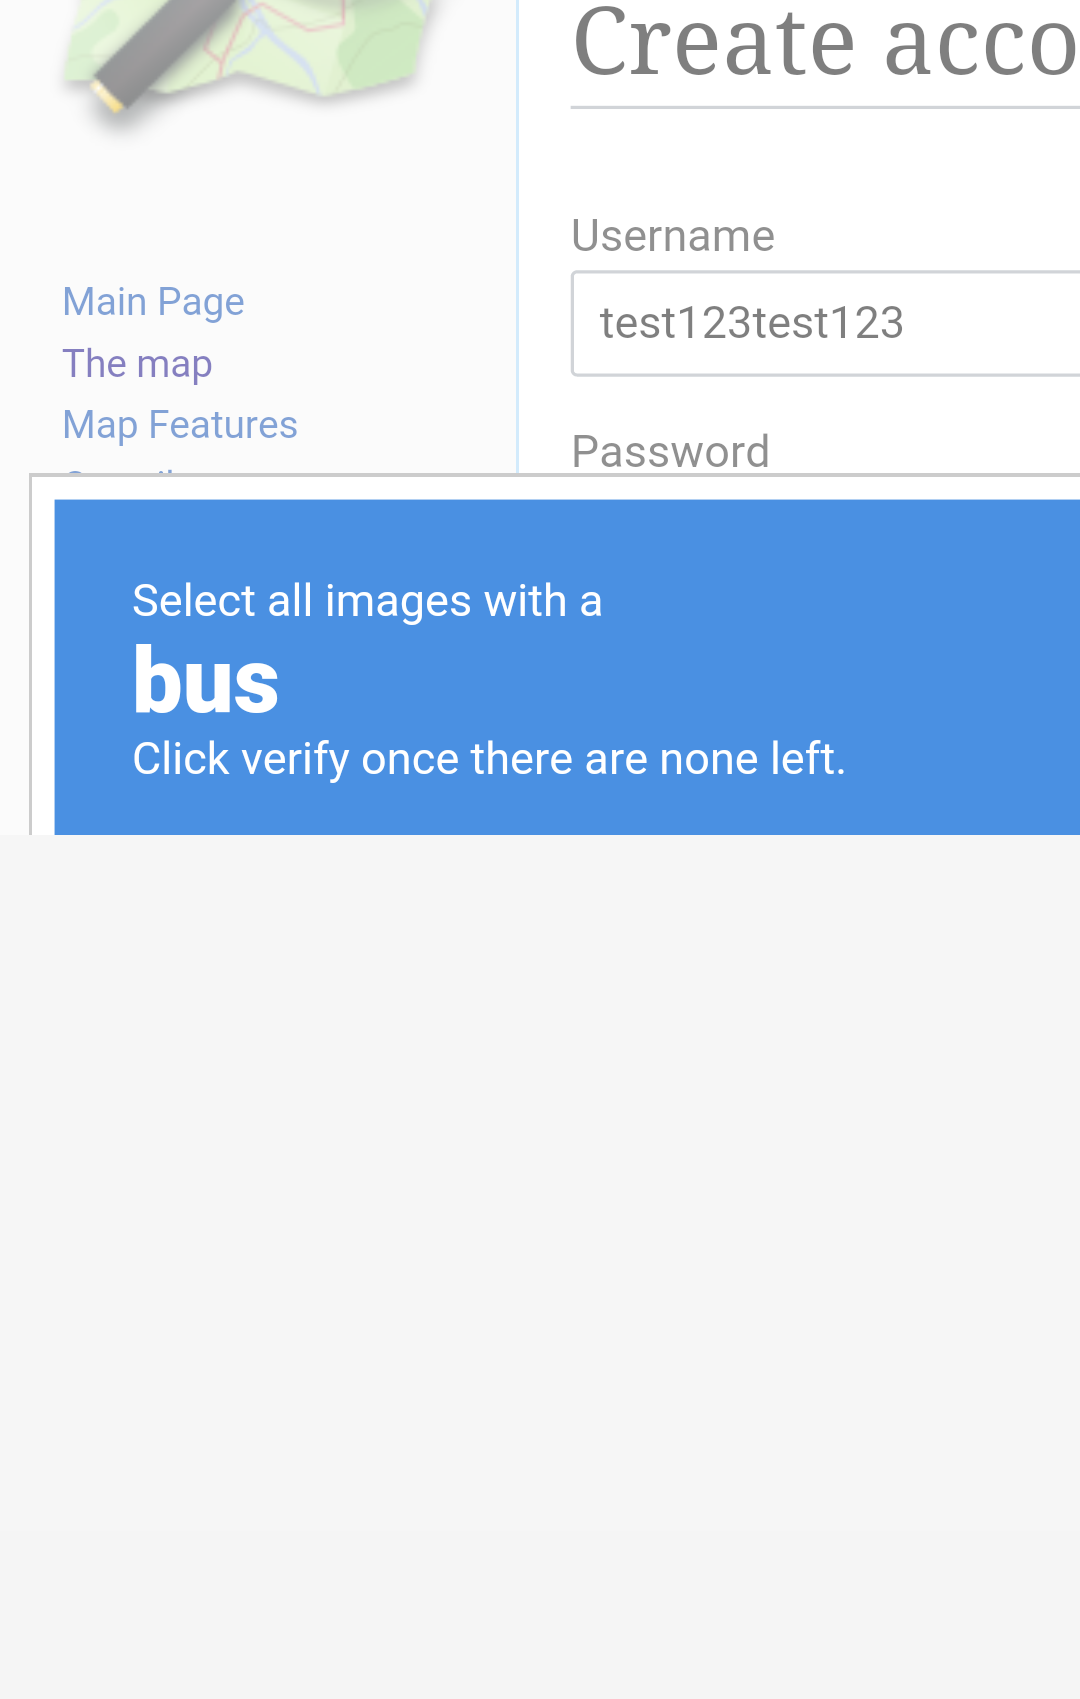 Create acco
Username
test123test123
Main Page
The map
Map Features
Password
Select all images with a
bus
Click verify once there are none left.